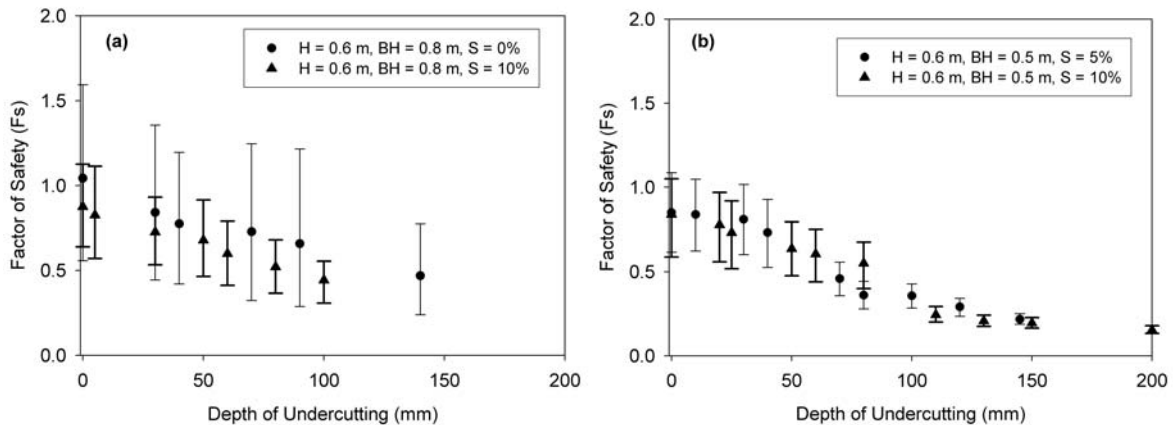 (a)
H = 0.6 m, BH = 0.8 m, S = 0%
H = 0.6 m, BH = 0.8 m, S = 10%
Factor of Safety (Fs)
2.0
1.5
1.0
0.5
0.0
0 50 100 150 200
Depth of Undercutting (mm)
(b)
H = 0.6 m, BH = 0.5 m, S = 5%
H = 0.6 m, BH = 0.5 m, S = 10%
Factor of Safety (Fs)
2.0
1.5
1.0
0.5
0.0
0 50 100 150 200
Depth of Undercutting (mm)